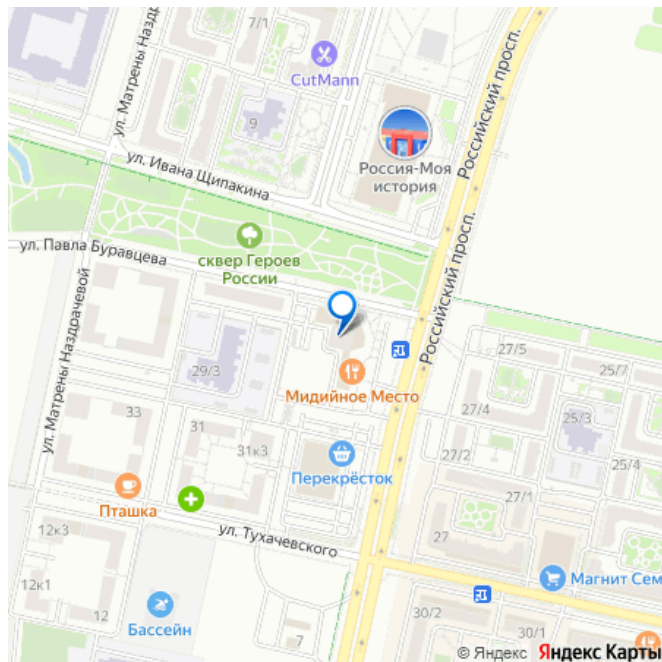 7/1
CutMann
ул. Матрены Наздрачевой
9
Россия-Моя
история
Российский просп.
ул. Ивана Щипакина
ул. Павла Буравцева
сквер Героев
России
Российский просп.
27/5
25/7
29/3
Мидийное Место
ул. Матрены Наздрачевой
27/4
25/3
33
31
31к3
27/2
25/4
Перекрёсток
27/1
Пташка
12к3
ул. Тухачевского
27
Магнит Сем
12к1
12
Бассейн
7
30/2
30/1
© Яндекс Яндекс Карты